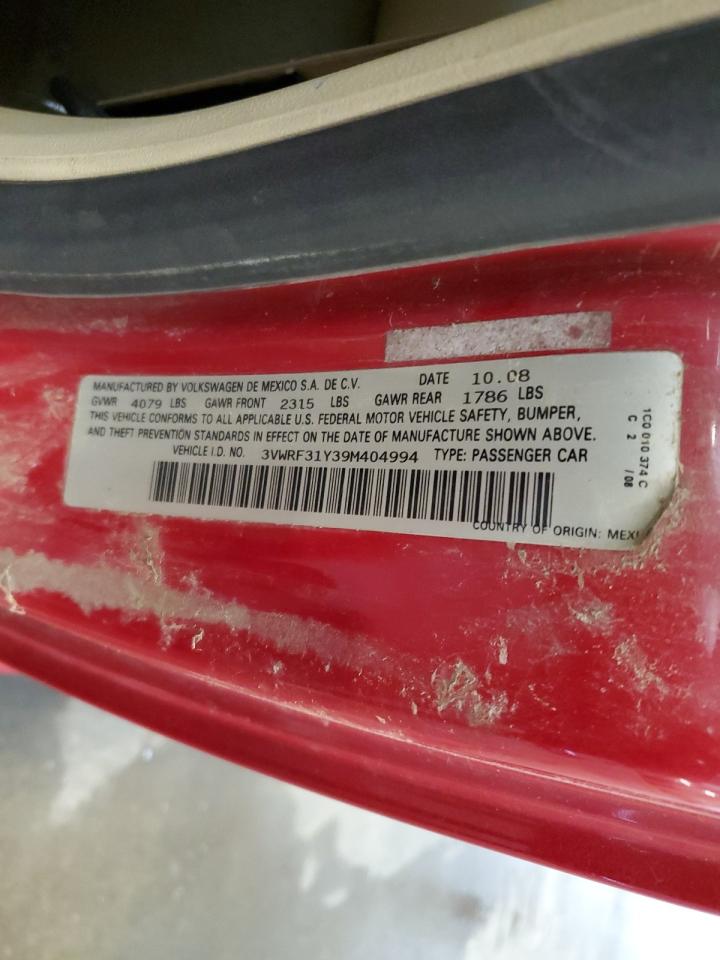 MANUFACTURED BY VOLKSWAGEN DE MEXICO S.A. DE C.V. DATE 10.08
GVWR 4079 LBS GAWR FRONT 2315 LBS GAWR REAR 1786 LBS
THIS VEHICLE CONFORMS TO ALL APPLICABLE U.S. FEDERAL MOTOR VEHICLE SAFETY, BUMPER,
AND THEFT PREVENTION STANDARDS IN EFFECT ON THE DATE OF MANUFACTURE SHOWN ABOVE.
VEHICLE I.D. NO. 3VWRF31Y39M404994 TYPE: PASSENGER CAR
COUNTRY OF ORIGIN: MEXI
1C0 010 374 C
C 2 /08